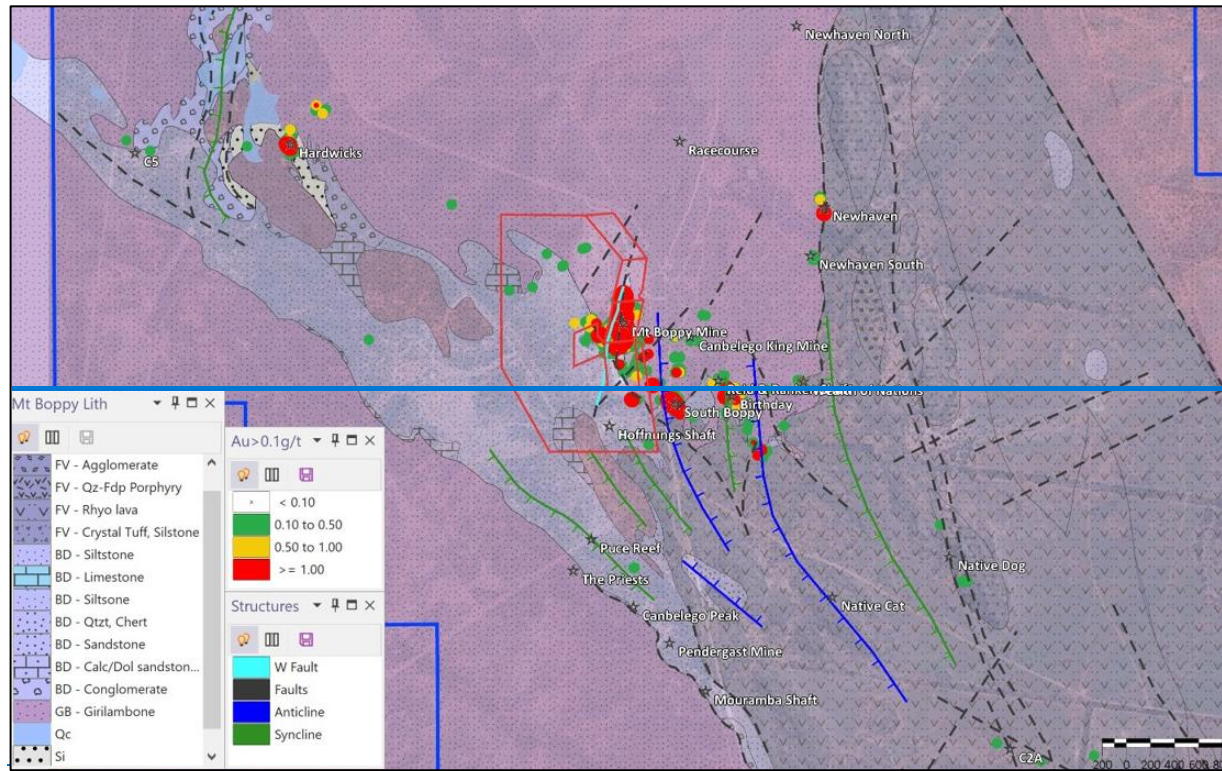 Newhaven North
Racecourse
C5
Hardwicks
Newhaven
Newhaven South
Mt Boppy Mine
Canbelego King Mine
Birthday
South Boppy
Hoffnungs Shaft
Puce Reef
The Priests
Canbelego Peak
Native Dog
Native Cat
Pendergast Mine
Mouramba Shaft
C2A
200 0 200 400 600 8
Mt Boppy Lith
FV - Agglomerate
FV - Qz-Fdp Porphyry
FV - Rhyo lava
FV - Crystal Tuff, Silstone
BD - Siltstone
BD - Limestone
BD - Siltsone
BD - Qtzt, Chert
BD - Sandstone
BD - Calc/Dol sandston...
BD - Conglomerate
GB - Girilambone
Qc
Si
Au>0.1g/t
< 0.10
0.10 to 0.50
0.50 to 1.00
>= 1.00
Structures
W Fault
Faults
Anticline
Syncline